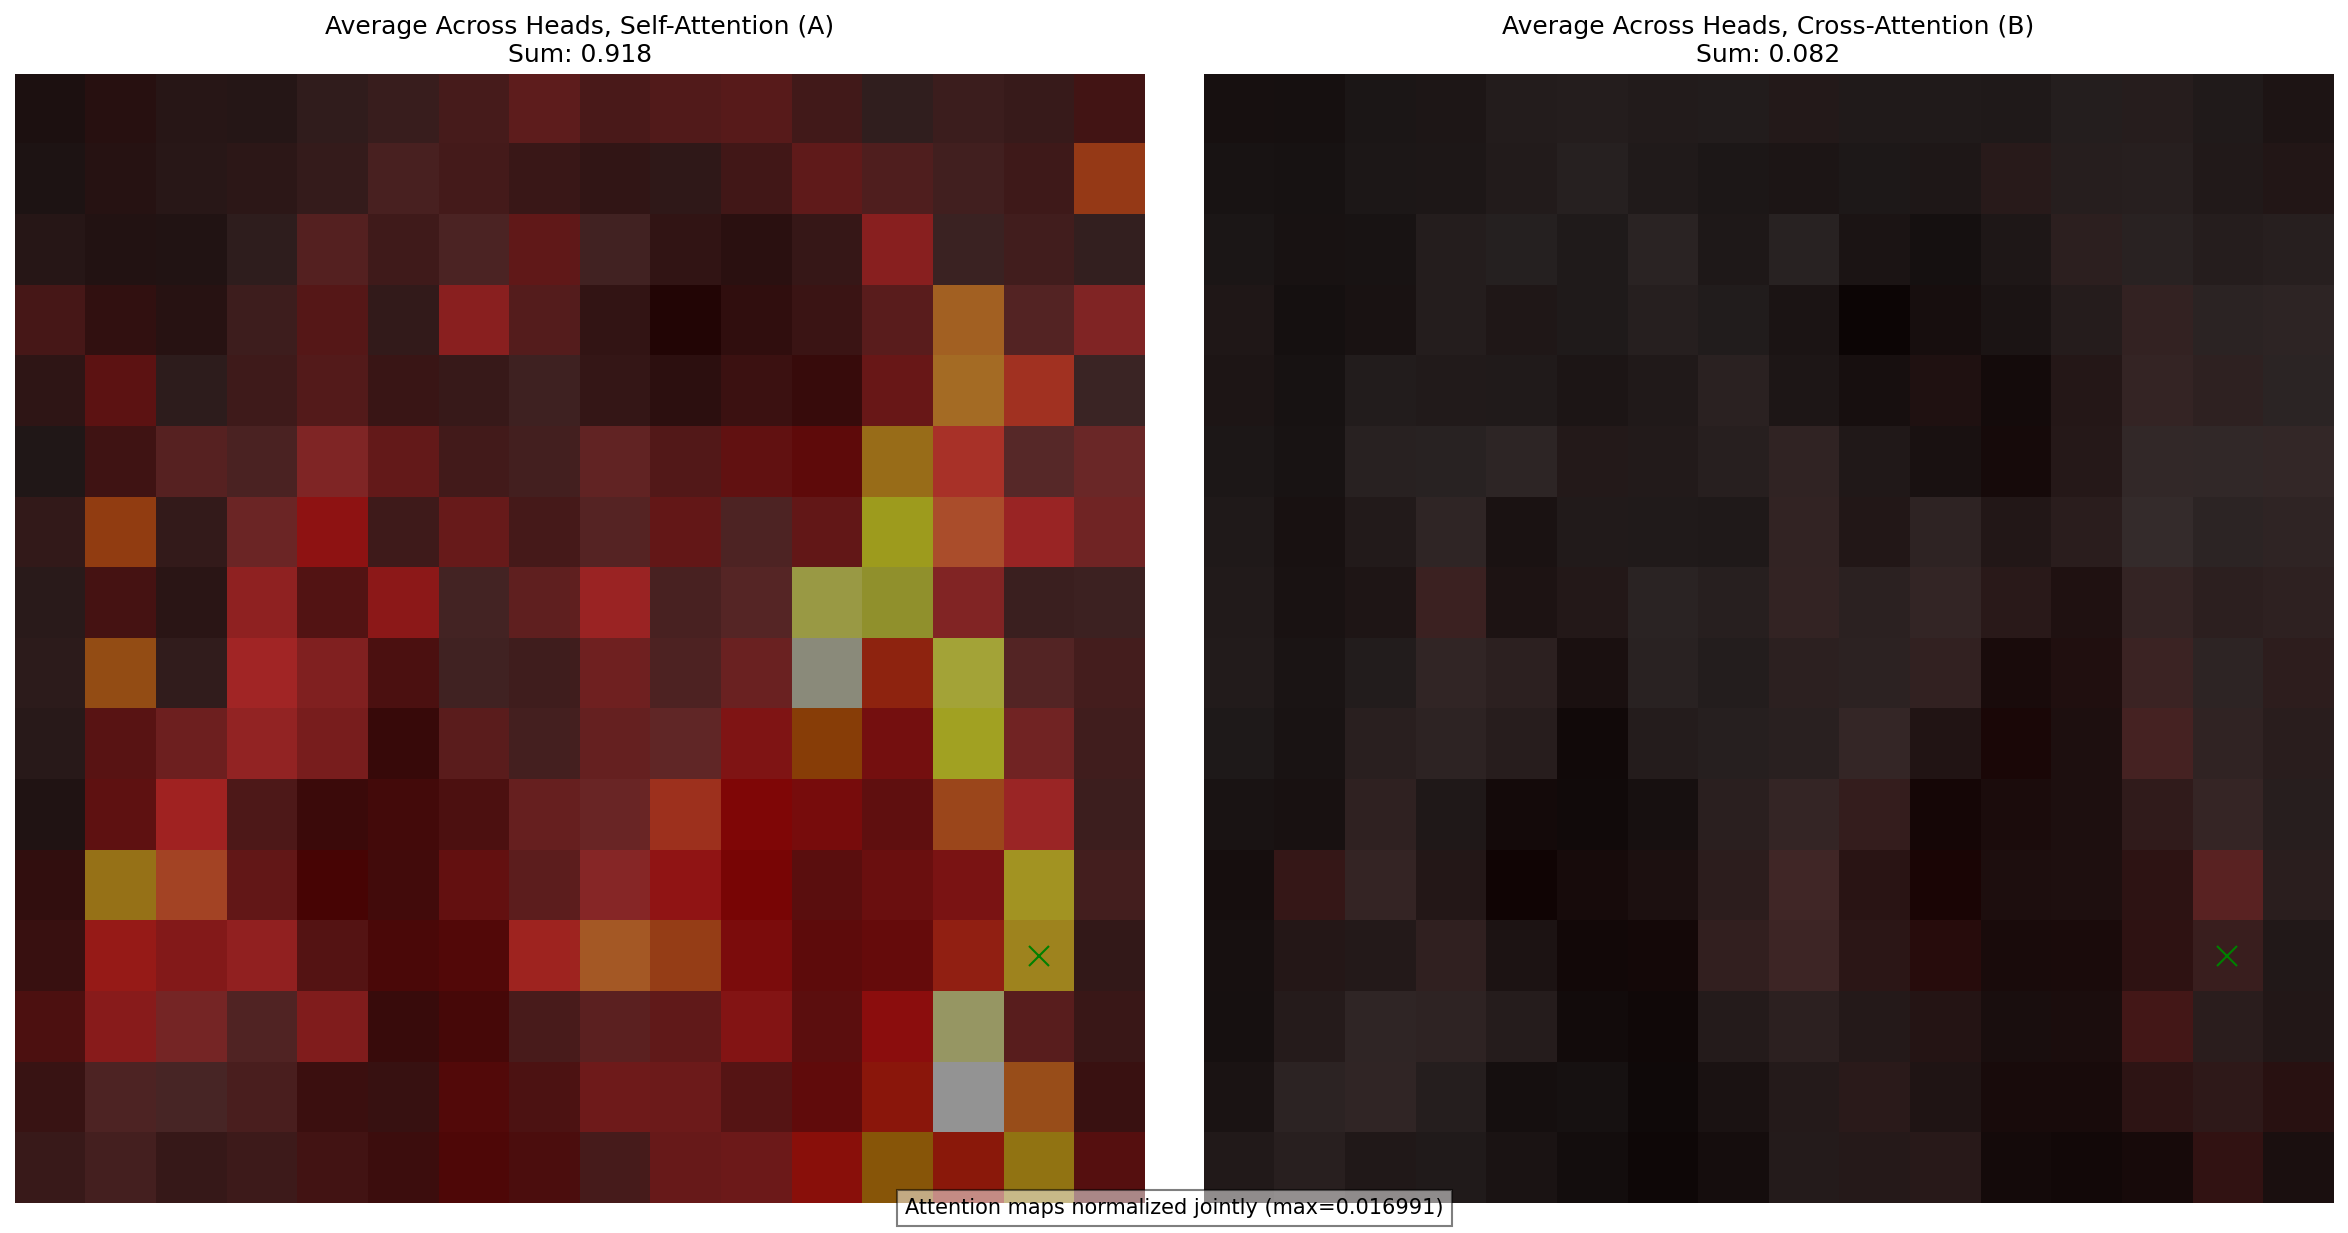 Average Across Heads, Self-Attention (A)
Sum: 0.918
Average Across Heads, Cross-Attention (B)
Sum: 0.082
Attention maps normalized jointly (max=0.016991)